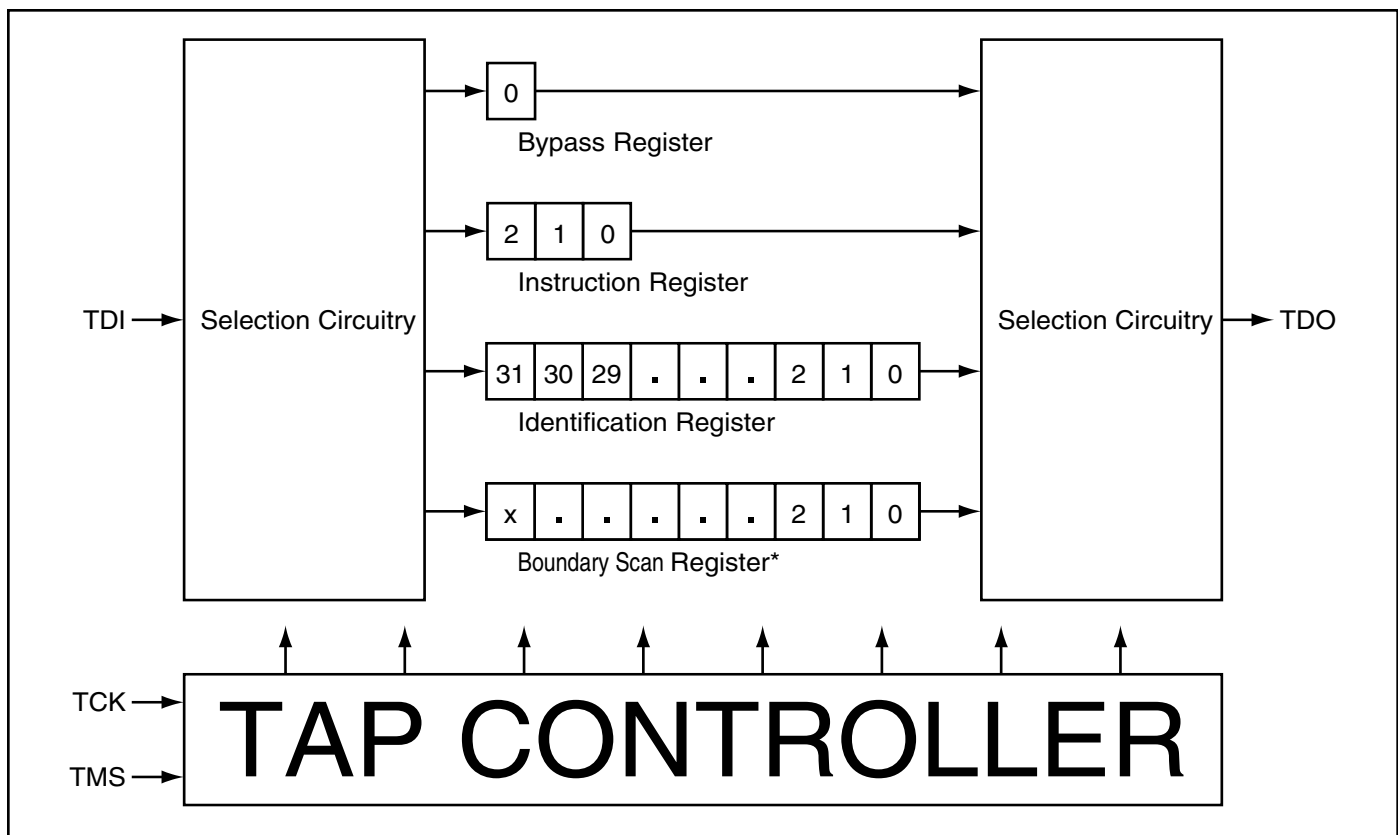 0
Bypass Register
2 1 0
Instruction Register
TDI
Selection Circuitry
Selection Circuitry
TDO
31 30 29 . . . 2 1 0
Identification Register
x . . . . . 2 1 0
Boundary Scan Register*
TCK
TAP CONTROLLER
TMS